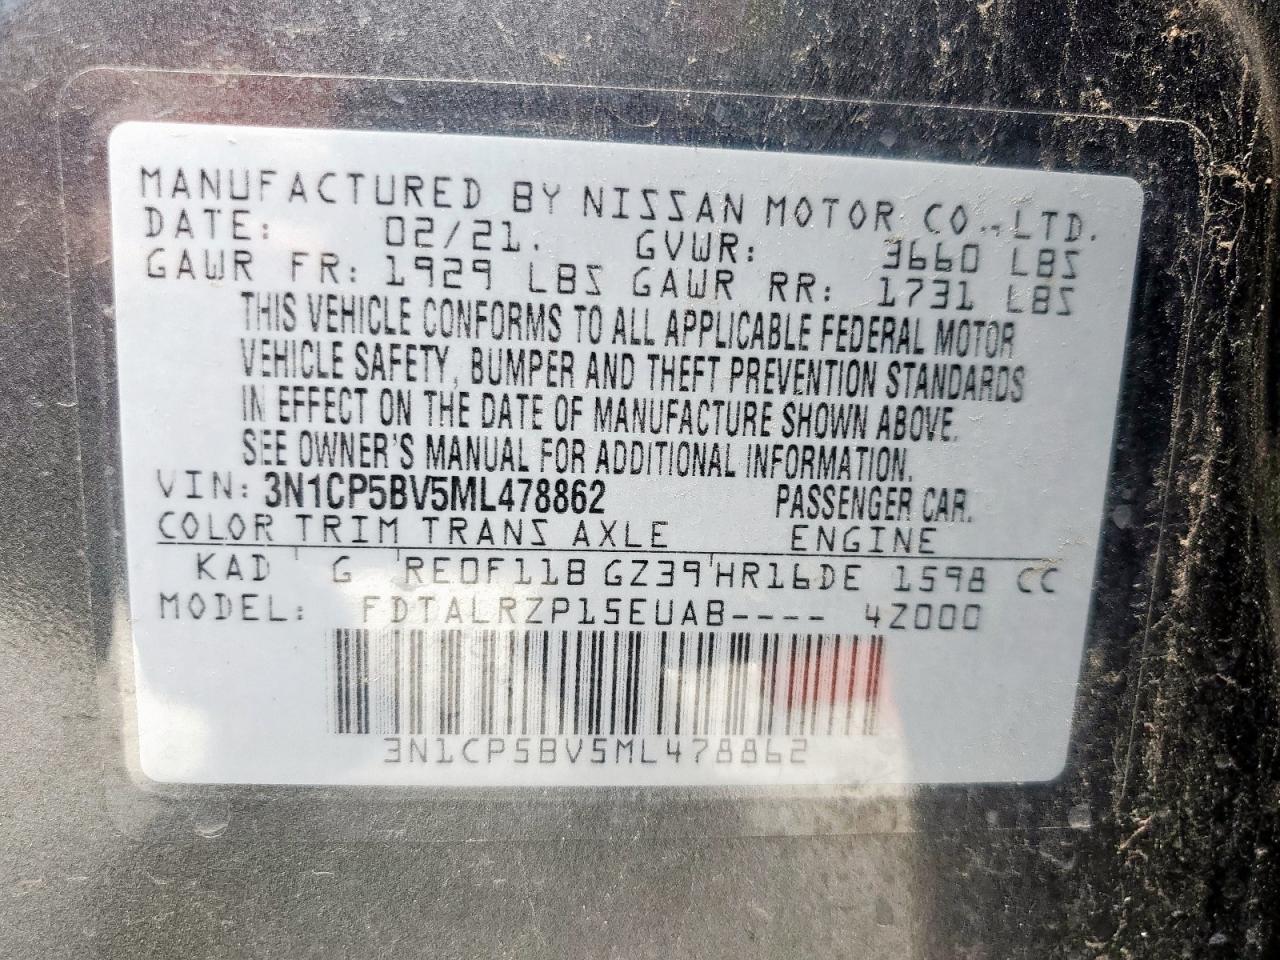 MANUFACTURED BY NISSAN MOTOR CO., LTD.
DATE: 02/21. GVWR: 3660 LBS
GAWR FR: 1929 LBS GAWR RR: 1731 LBS
THIS VEHICLE CONFORMS TO ALL APPLICABLE FEDERAL MOTOR
VEHICLE SAFETY, BUMPER AND THEFT PREVENTION STANDARDS
IN EFFECT ON THE DATE OF MANUFACTURE SHOWN ABOVE.
SEE OWNER'S MANUAL FOR ADDITIONAL INFORMATION.
VIN: 3N1CP5BV5ML478862 PASSENGER CAR.
COLOR TRIM TRANS AXLE ENGINE
KAD G RE0F11B GZ39 HR16DE 1598 CC
MODEL: FDTALRZP15EUAB---- 4Z000
3N1CP5BV5ML478862